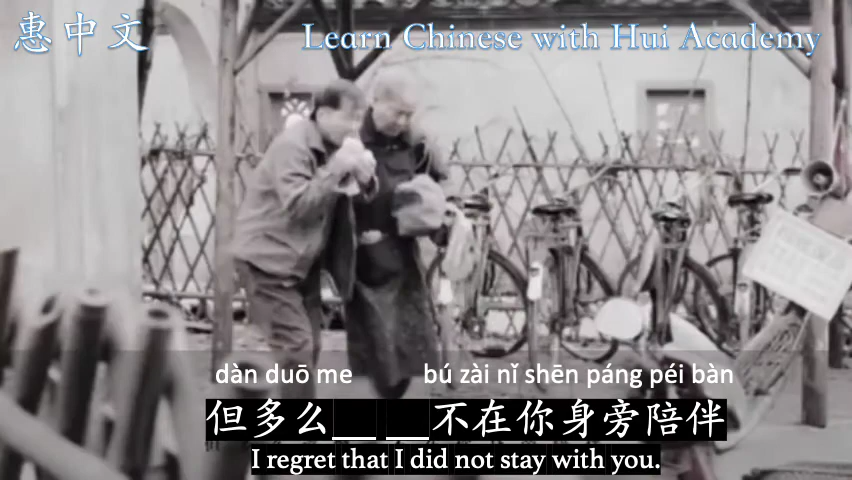 惠中文 Learn Chinese with Hui Academy
dàn duō me bú zài nǐ shēn páng péi bàn
但多么__ __不在你身旁陪伴
I regret that I did not stay with you.